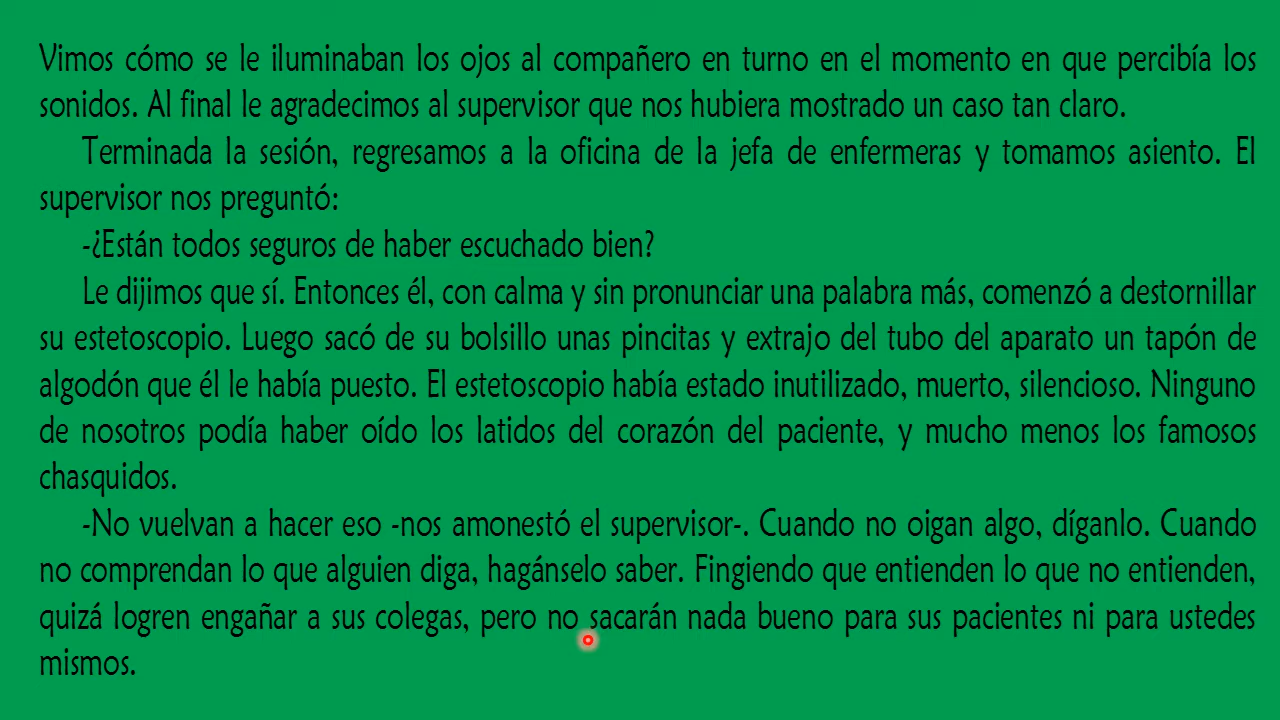 Vimos cómo se le iluminaban los ojos al compañero en turno en el momento en que percibía los
sonidos. Al final le agradecimos al supervisor que nos hubiera mostrado un caso tan claro.
Terminada la sesión, regresamos a la oficina de la jefa de enfermeras y tomamos asiento. El
supervisor nos preguntó:
-¿Están todos seguros de haber escuchado bien?
Le dijimos que sí. Entonces él, con calma y sin pronunciar una palabra más, comenzó a destornillar
su estetoscopio. Luego sacó de su bolsillo unas pincitas y extrajo del tubo del aparato un tapón de
algodón que él le había puesto. El estetoscopio había estado inutilizado, muerto, silencioso. Ninguno
de nosotros podía haber oído los latidos del corazón del paciente, y mucho menos los famosos
chasquidos.
-No vuelvan a hacer eso -nos amonestó el supervisor-. Cuando no oigan algo, díganlo. Cuando
no comprendan lo que alguien diga, hagánselo saber. Fingiendo que entienden lo que no entienden,
quizá logren engañar a sus colegas, pero no sacarán nada bueno para sus pacientes ni para ustedes
mismos.